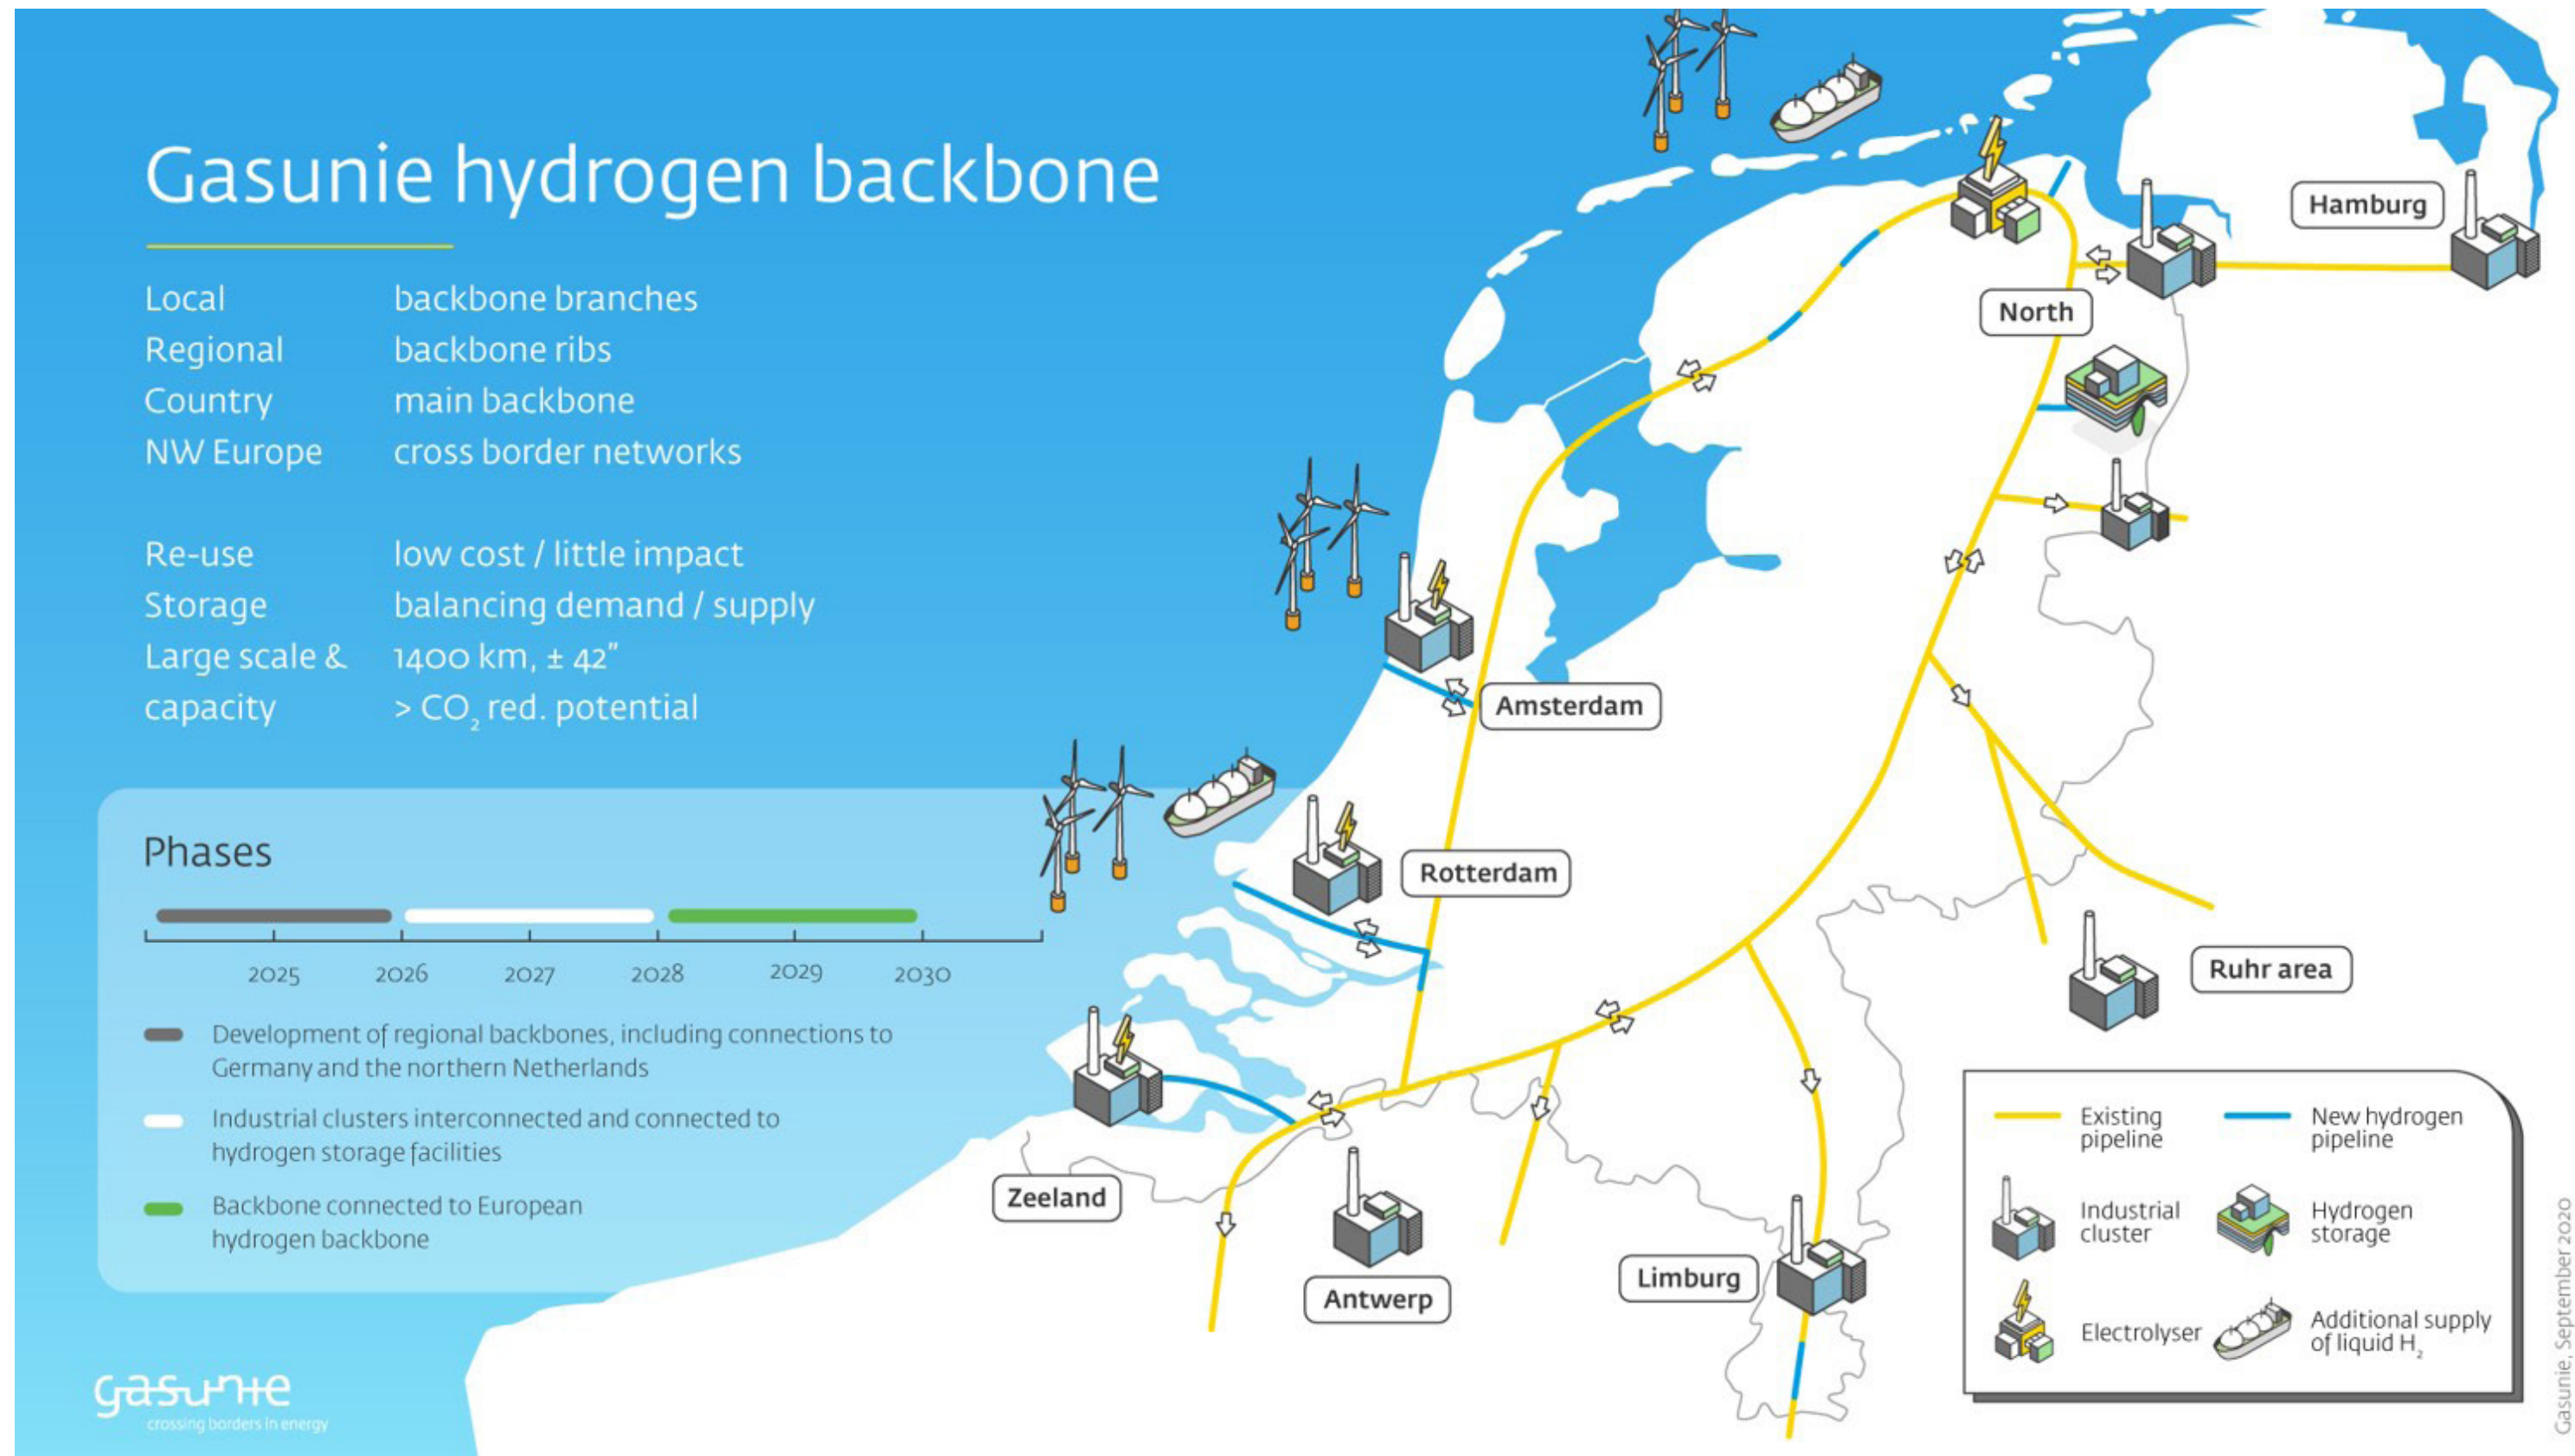 Gasunie hydrogen backbone
Local backbone branches
Regional backbone ribs
Country main backbone
NW Europe cross border networks
Re-use low cost / little impact
Storage balancing demand / supply
Large scale & 1400 km, ± 42"
capacity > CO₂ red. potential
Phases
2025 2026 2027 2028 2029 2030
Development of regional backbones, including connections to
Germany and the northern Netherlands
Industrial clusters interconnected and connected to
hydrogen storage facilities
Backbone connected to European
hydrogen backbone
gasunie
crossing borders in energy
Hamburg
North
Amsterdam
Rotterdam
Ruhr area
Zeeland
Antwerp
Limburg
Existing
pipeline
New hydrogen
pipeline
Industrial
cluster
Hydrogen
storage
Electrolyser
Additional supply
of liquid H₂
Gasunie, September 2020